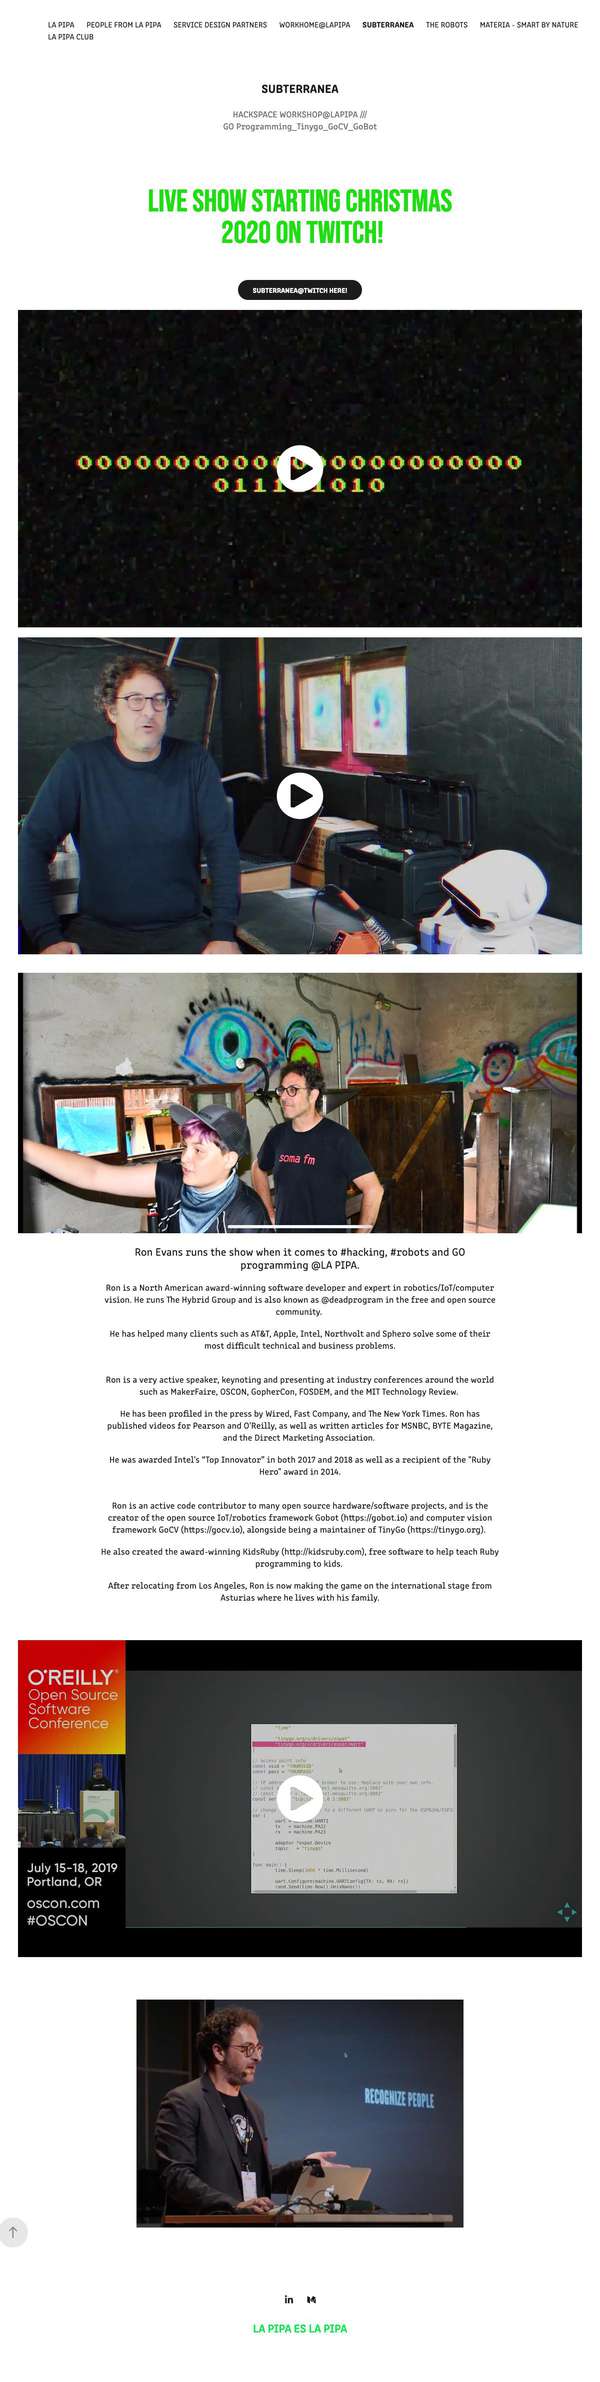 LA PIPA PEOPLE FROM LA PIPA SERVICE DESIGN PARTNERS WORKHOME@LAPIPA SUBTERRANEA THE ROBOTS MATERIA - SMART BY NATURE
LA PIPA CLUB
SUBTERRANEA
HACKSPACE WORKSHOP@LAPIPA ///
GO Programming_Tinygo_GoCV_GoBot
LIVE SHOW STARTING CHRISTMAS
2020 ON TWITCH!
SUBTERRANEA@TWITCH HERE!
soma fm
Ron Evans runs the show when it comes to #hacking, #robots and GO
programming @LA PIPA.
Ron is a North American award-winning software developer and expert in robotics/IoT/computer
vision. He runs The Hybrid Group and is also known as @deadprogram in the free and open source
community.
He has helped many clients such as AT&T, Apple, Intel, Northvolt and Sphero solve some of their
most difficult technical and business problems.
Ron is a very active speaker, keynoting and presenting at industry conferences around the world
such as MakerFaire, OSCON, GopherCon, FOSDEM, and the MIT Technology Review.
He has been profiled in the press by Wired, Fast Company, and The New York Times. Ron has
published videos for Pearson and O'Reilly, as well as written articles for MSNBC, BYTE Magazine,
and the Direct Marketing Association.
He was awarded Intel's "Top Innovator" in both 2017 and 2018 as well as a recipient of the "Ruby
Hero" award in 2014.
Ron is an active code contributor to many open source hardware/software projects, and is the
creator of the open source IoT/robotics framework Gobot (https://gobot.io) and computer vision
framework GoCV (https://gocv.io), alongside being a maintainer of TinyGo (https://tinygo.org).
He also created the award-winning KidsRuby (http://kidsruby.com), free software to help teach Ruby
programming to kids.
After relocating from Los Angeles, Ron is now making the game on the international stage from
Asturias where he lives with his family.
O'REILLY®
Open Source
Software
Conference
July 15-18, 2019
Portland, OR
oscon.com
#OSCON
"time"
// access point info
func main() {
RECOGNIZE PEOPLE
in
LA PIPA ES LA PIPA